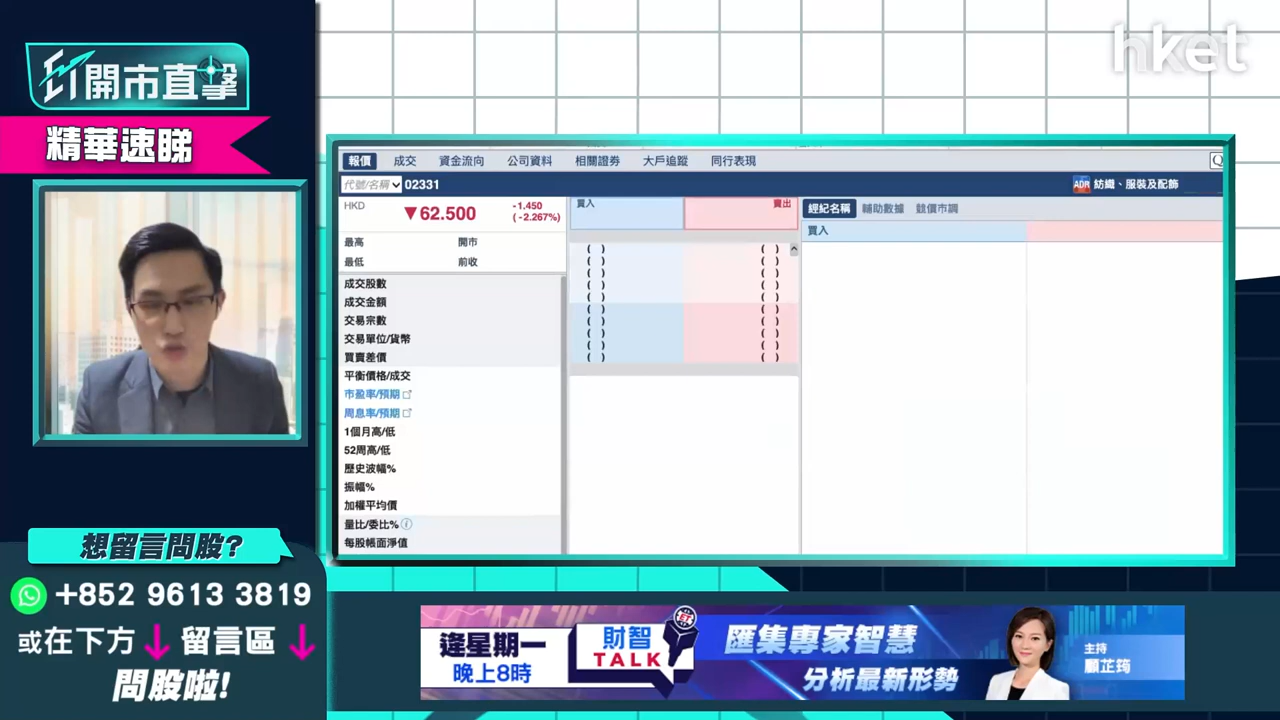 hket
ET開市直擊
精華速睇
報價 成交 資金流向 公司資料 相關證券 大戶追蹤 同行表現
代號/名稱 02331 ADR 紡織、服裝及配飾
HKD ▼62.500 -1.450
( -2.267%)
最高 開市
最低 前收
成交股數
成交金額
交易宗數
交易單位/貨幣
買賣差價
平衡價格/成交
市盈率/預期
周息率/預期
1個月高/低
52周高/低
歷史波幅%
振幅%
加權平均價
量比/委比%
每股帳面淨值
買入 賣出
( ) ( )
( ) ( )
( ) ( )
( ) ( )
( ) ( )
( ) ( )
( ) ( )
( ) ( )
( ) ( )
( ) ( )
經紀名稱 輔助數據 競價市調
買入
想留言問股?
+852 9613 3819
或在下方↓留言區↓
問股啦!
逢星期一
晚上8時
財智
TALK
匯集專家智慧
分析最新形勢
主持
顧芷筠